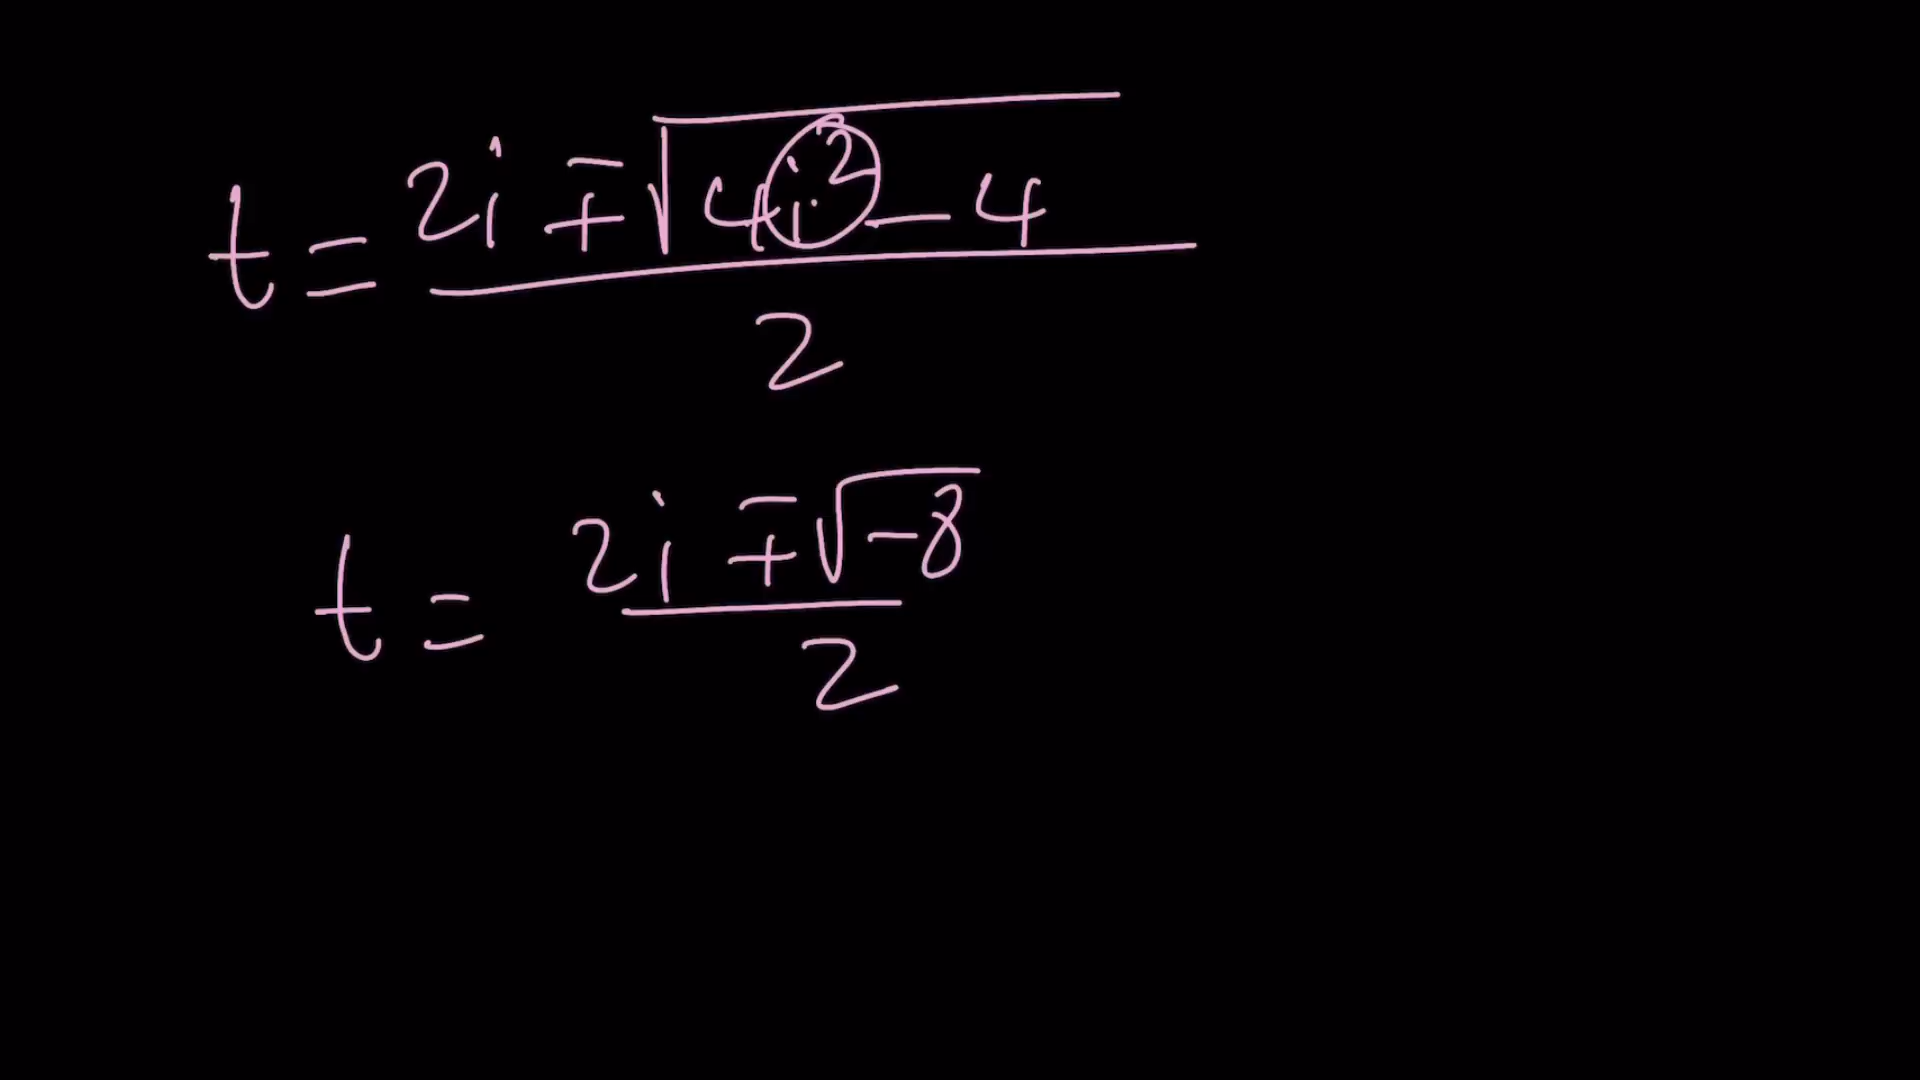 t = (2i ∓ √(4i² - 4)) / 2
t = (2i ∓ √(-8)) / 2